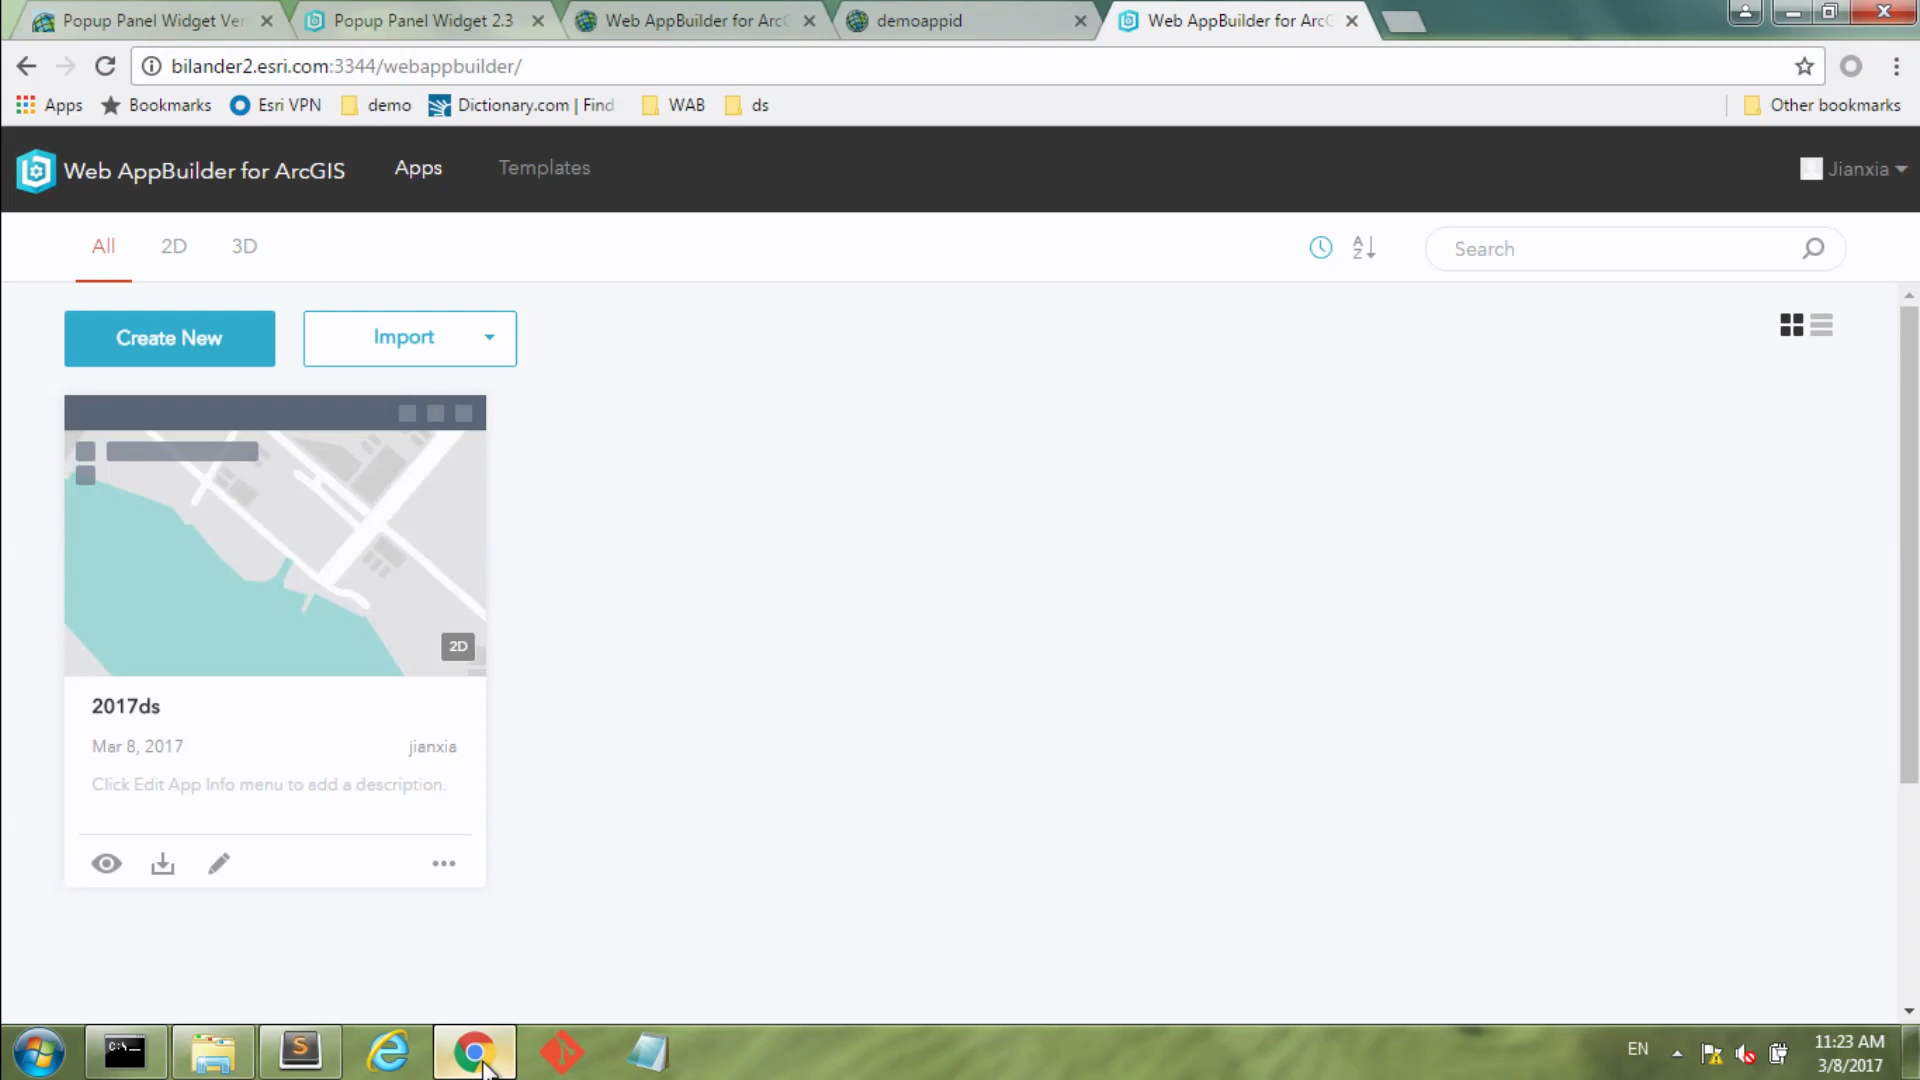 Popup Panel Widget Ver
Popup Panel Widget 2.3
Web AppBuilder for ArcG
demoappid
Web AppBuilder for ArcG
bilander2.esri.com:3344/webappbuilder/
Apps
Bookmarks
Esri VPN
demo
Dictionary.com | Find
WAB
ds
Other bookmarks
Web AppBuilder for ArcGIS
Apps
Templates
Jianxia
All
2D
3D
A
Z
Search
Create New
Import
2D
2017ds
Mar 8, 2017
jianxia
Click Edit App Info menu to add a description.
C:\
S
EN
11:23 AM
3/8/2017